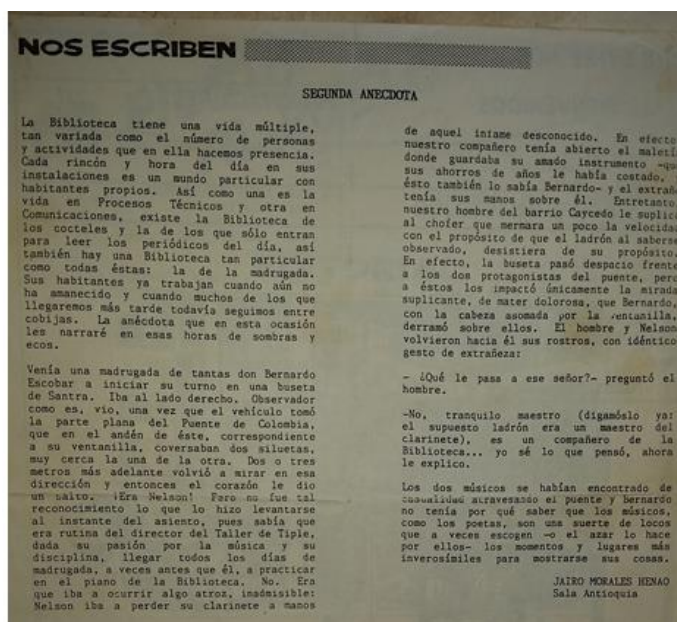 NOS ESCRIBEN
SEGUNDA ANECDOTA
La Biblioteca tiene una vida múltiple,
tan variada como el número de personas
y actividades que en ella hacemos presencia.
Cada rincón y hora del día en sus
instalaciones es un mundo particular con
habitantes propios. Así como una es la
vida en Procesos Técnicos y otra en
Comunicaciones, existe la Biblioteca de
los cocteles y la de los que sólo entran
para leer los periódicos del día, así
también hay una Biblioteca tan particular
como todas éstas: la de la madrugada.
Sus habitantes ya trabajan cuando aún no
ha amanecido y cuando muchos de los que
llegaremos más tarde todavía seguimos entre
cobijas. La anécdota que en esta ocasión
les narraré en esas horas de sombras y
ecos.
Venía una madrugada de tantas don Bernardo
Escobar a iniciar su turno en una buseta
de Santra. Iba al lado derecho. Observador
como es, vio, una vez que el vehículo tomó
la parte plana del Puente de Colombia,
que en el andén de éste, correspondiente
a su ventanilla, coversaban dos siluetas,
muy cerca la una de la otra. Dos o tres
metros más adelante volvió a mirar en esa
dirección y entonces el corazón le dio
un salto. ¡Era Nelson! Pero no fue tal
reconocimiento lo que lo hizo levantarse
al instante del asiento, pues sabía que
era rutina del director del Taller de Tiple,
dada su pasión por la música y su
disciplina, llegar todos los días de
madrugada, a veces antes que él, a practicar
en el piano de la Biblioteca. No. Era
que iba a ocurrir algo atroz, inadmisible:
Nelson iba a perder su clarinete a manos
de aquel infame desconocido. En efecto
nuestro compañero tenía abierto el maletí
donde guardaba su amado instrumento -que
sus ahorros de años le había costado,
ésto también lo sabía Bernardo- y el extrañ
tenía sus manos sobre él. Entretanto
nuestro hombre del barrio Caycedo le suplic
al chofer que mermara un poco la velocida
con el propósito de que el ladrón al saberse
observado, desistiera de su propósito.
En efecto, la buseta pasó despacio frente
a los dos protagonistas del puente, pero
a éstos los impactó únicamente la mirada
suplicante, de mater dolorosa, que Bernardo,
con la cabeza asomada por la ventanilla,
derramó sobre ellos. El hombre y Nelson
volvieron hacia él sus rostros, con idéntico
gesto de extrañeza:
- ¿Qué le pasa a ese señor?- preguntó el
hombre.
-No, tranquilo maestro (digamóslo ya:
el supuesto ladrón era un maestro del
clarinete), es un compañero de la
Biblioteca... yo sé lo que pensó, ahora
le explico.
Los dos músicos se habían encontrado de
casualidad atravesando el puente y Bernardo
no tenía por qué saber que los músicos,
como los poetas, son una suerte de locos
que a veces escogen -o el azar lo hace
por ellos- los momentos y lugares más
inverosímiles para mostrarse sus cosas.
JAIRO MORALES HENAO
Sala Antioquia